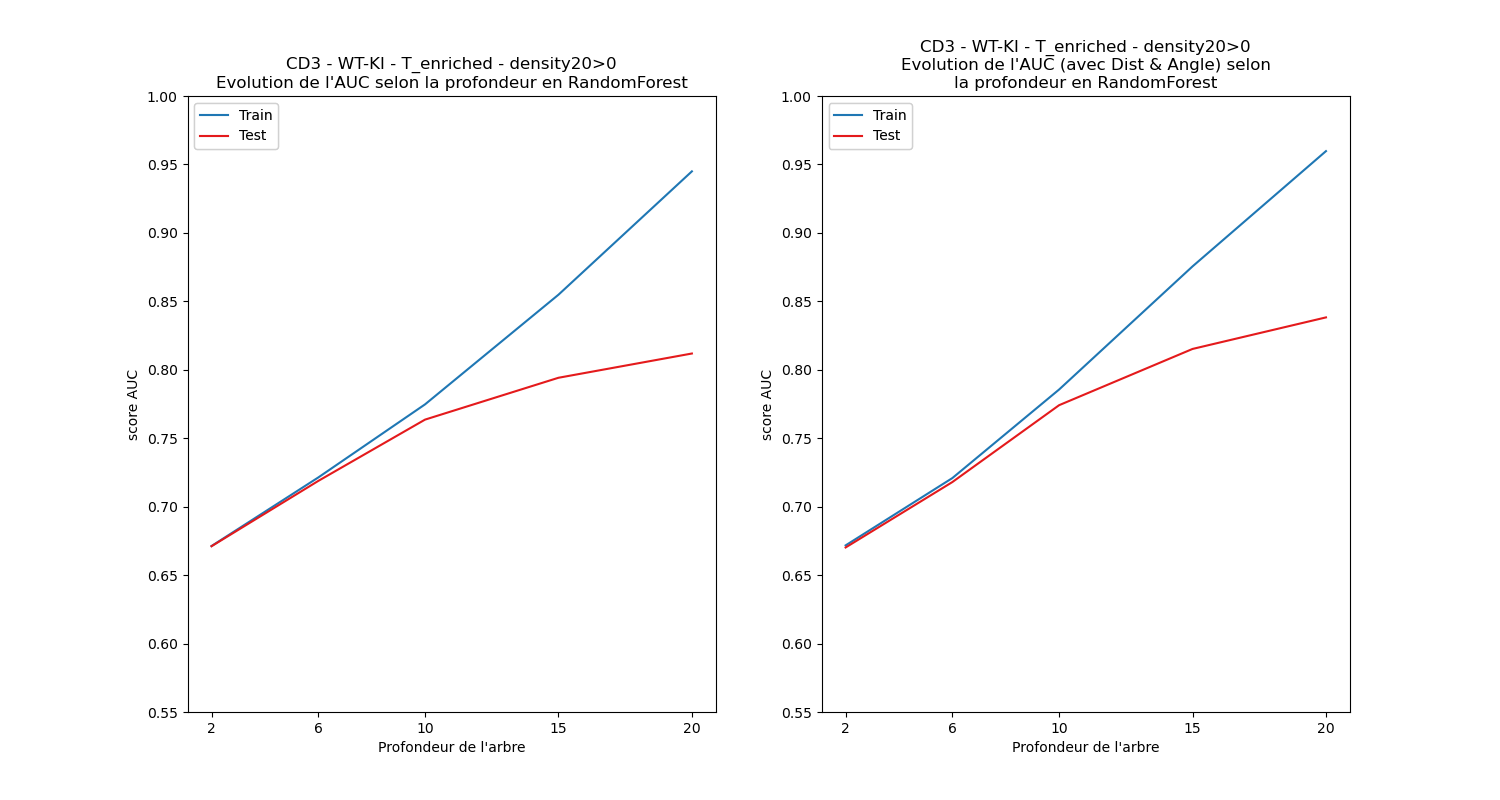 CD3 - WT-KI - T_enriched - density20>0
Evolution de l'AUC selon la profondeur en RandomForest
1.00
0.95
0.90
0.85
0.80
0.75
0.70
0.65
0.60
0.55
score AUC
Train
Test
2 6 10 15 20
Profondeur de l'arbre
CD3 - WT-KI - T_enriched - density20>0
Evolution de l'AUC (avec Dist & Angle) selon
la profondeur en RandomForest
1.00
0.95
0.90
0.85
0.80
0.75
0.70
0.65
0.60
0.55
score AUC
Train
Test
2 6 10 15 20
Profondeur de l'arbre